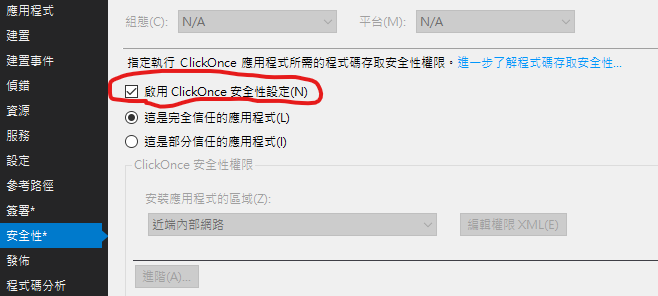 應用程式
建置
建置事件
偵錯
資源
服務
設定
參考路徑
簽署*
安全性*
發佈
程式碼分析
組態(C): N/A 平台(M): N/A
指定執行 ClickOnce 應用程式所需的程式碼存取安全性權限。進一步了解程式碼存取安全性...
啟用 ClickOnce 安全性設定(N)
這是完全信任的應用程式(L)
這是部分信任的應用程式(I)
ClickOnce 安全性權限
安裝應用程式的區域(Z):
近端內部網路 編輯權限 XML(E)
進階(A)...